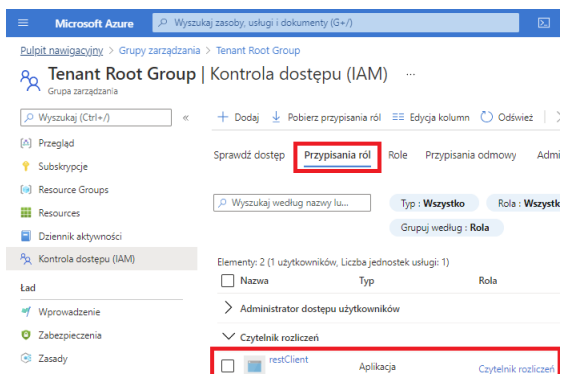 Microsoft Azure
Wyszukaj zasoby, usługi i dokumenty (G+/)
Pulpit nawigacyjny > Grupy zarządzania > Tenant Root Group
Tenant Root Group | Kontrola dostępu (IAM) ...
Grupa zarządzania
Wyszukaj (Ctrl+/) «
+ Dodaj Pobierz przypisania ról Edycja kolumn Odśwież
Przegląd
Subskrypcje
Resource Groups
Resources
Dziennik aktywności
Kontrola dostępu (IAM)
Ład
Wprowadzenie
Zabezpieczenia
Zasady
Sprawdź dostęp Przypisania ról Role Przypisania odmowy Admi
Wyszukaj według nazwy lu... Typ : Wszystko Rola : Wszystk
Grupuj według : Rola
Elementy: 2 (1 użytkowników, Liczba jednostek usługi: 1)
Nazwa Typ Rola
Administrator dostępu użytkowników
Czytelnik rozliczeń
restClient Aplikacja Czytelnik rozliczeń